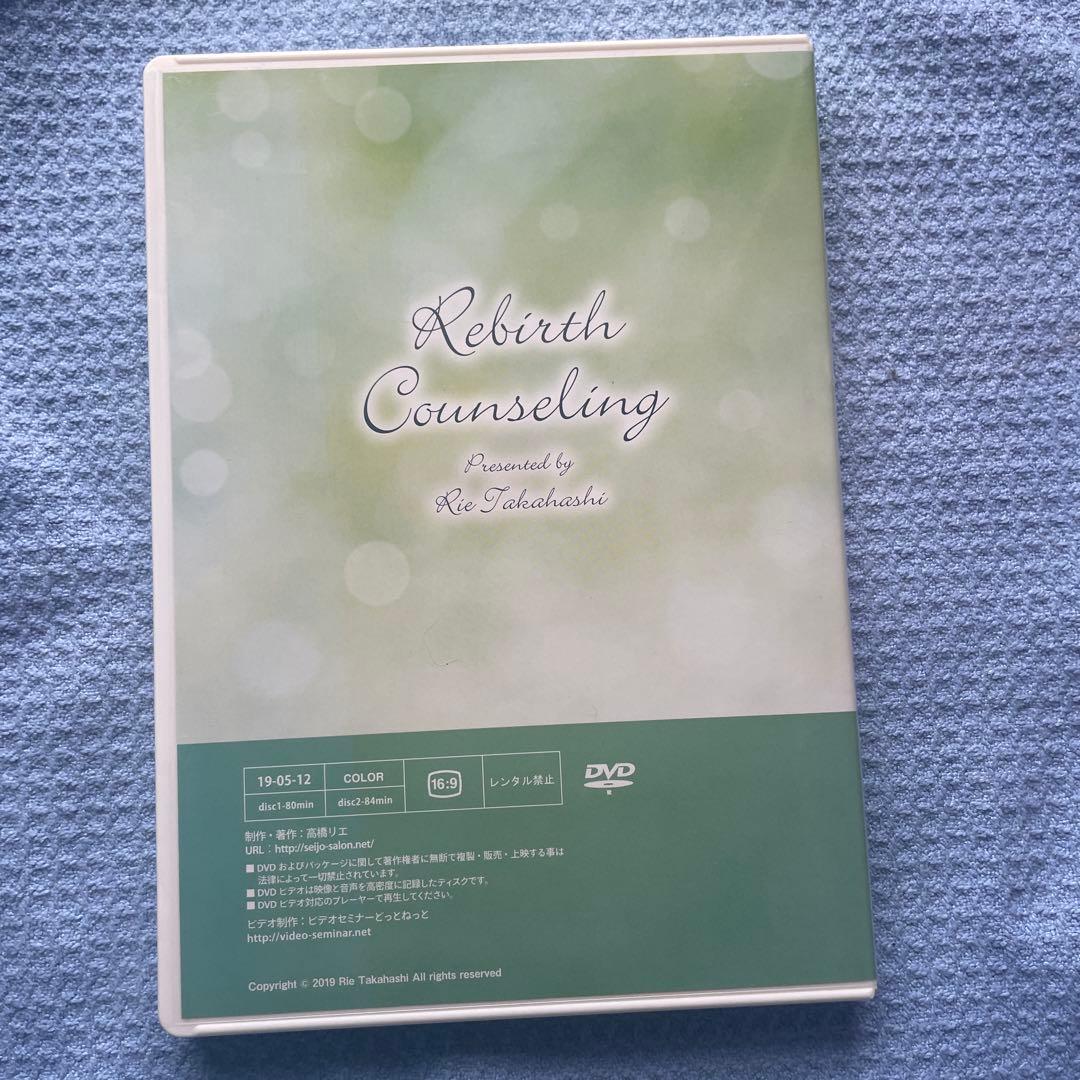 Rebirth
Counseling
Presented by
Rie Takahashi
19-05-12
COLOR
disc1-80min
disc2-84min
16:9
レンタル禁止
DVD
制作・著作：高橋リエ
URL：http://seijo-salon.net/
■ DVD およびパッケージに関して著作権者に無断で複製・販売・上映する事は
法律によって一切禁止されています。
■ DVD ビデオは映像と音声を高密度に記録したディスクです。
■ DVD ビデオ対応のプレーヤーで再生してください。
ビデオ制作：ビデオセミナーどっとねっと
http://video-seminar.net
Copyright © 2019 Rie Takahashi All rights reserved